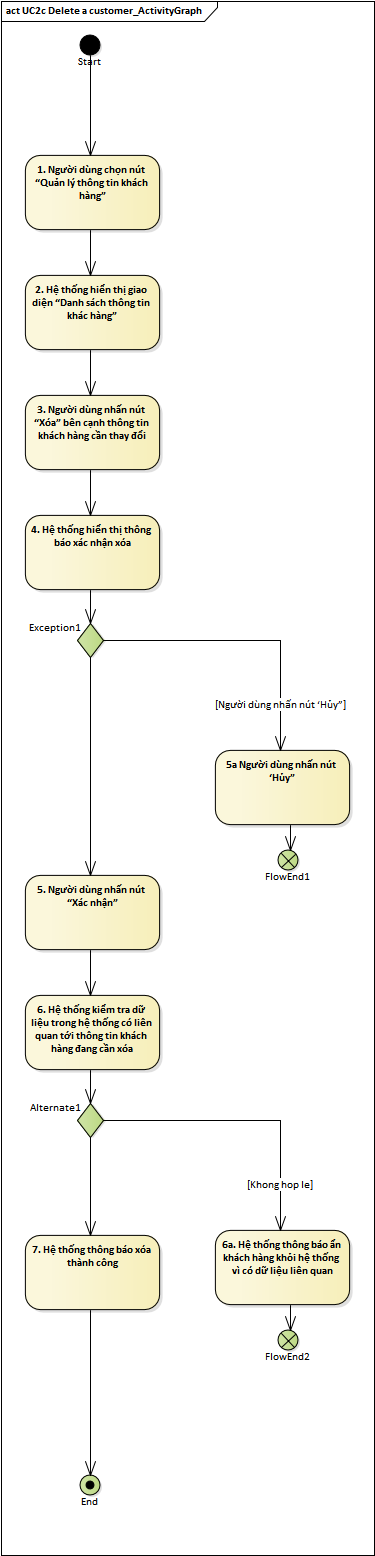 act UC2c Delete a customer_ActivityGraph
Start
1. Người dùng chọn nút
“Quản lý thông tin khách
hàng”
2. Hệ thống hiển thị giao
diện “Danh sách thông tin
khác hàng”
3. Người dùng nhấn nút
“Xóa” bên cạnh thông tin
khách hàng cần thay đổi
4. Hệ thống hiển thị thông
báo xác nhận xóa
Exception1
[Người dùng nhấn nút ‘Hủy”]
5a Người dùng nhấn nút
‘Hủy”
FlowEnd1
5. Người dùng nhấn nút
“Xác nhận”
6. Hệ thống kiểm tra dữ
liệu trong hệ thống có liên
quan tới thông tin khách
hàng đang cần xóa
Alternate1
[Khong hop le]
6a. Hệ thống thông báo ẩn
khách hàng khỏi hệ thống
vì có dữ liệu liên quan
7. Hệ thống thông báo xóa
thành công
FlowEnd2
End